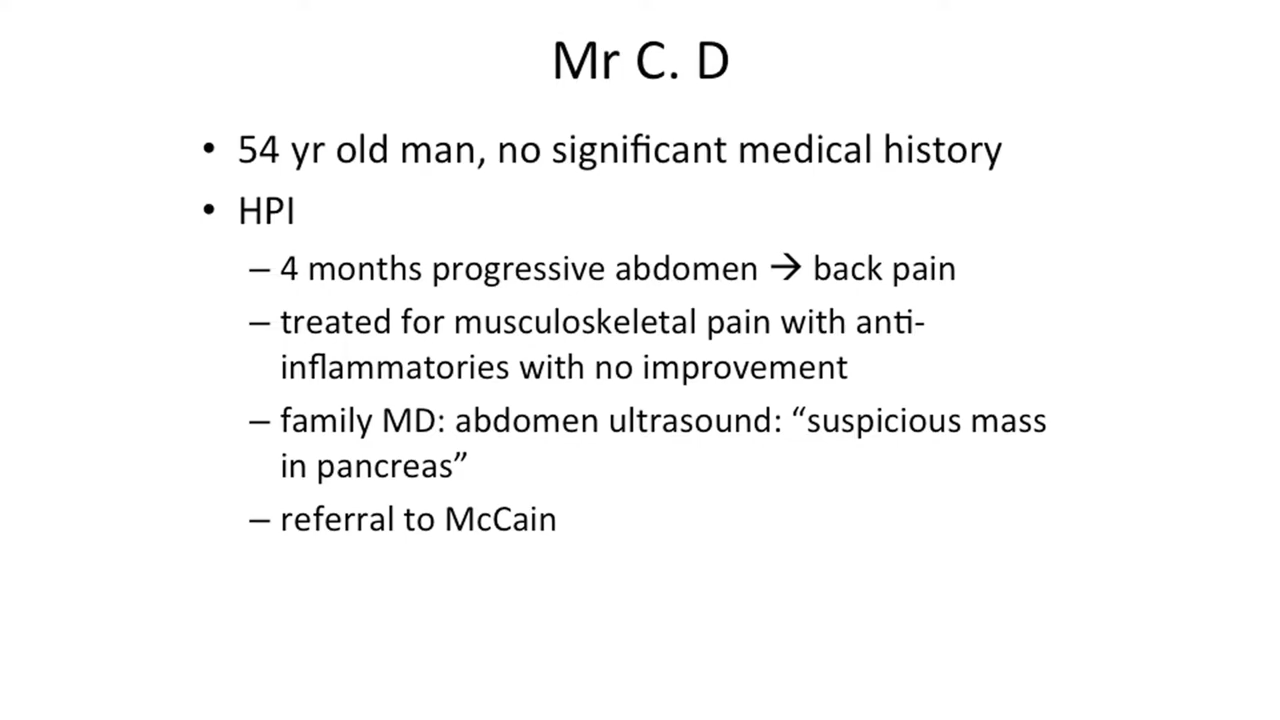 Mr C. D
• 54 yr old man, no significant medical history
• HPI
– 4 months progressive abdomen → back pain
– treated for musculoskeletal pain with anti-
inflammatories with no improvement
– family MD: abdomen ultrasound: “suspicious mass
in pancreas”
– referral to McCain